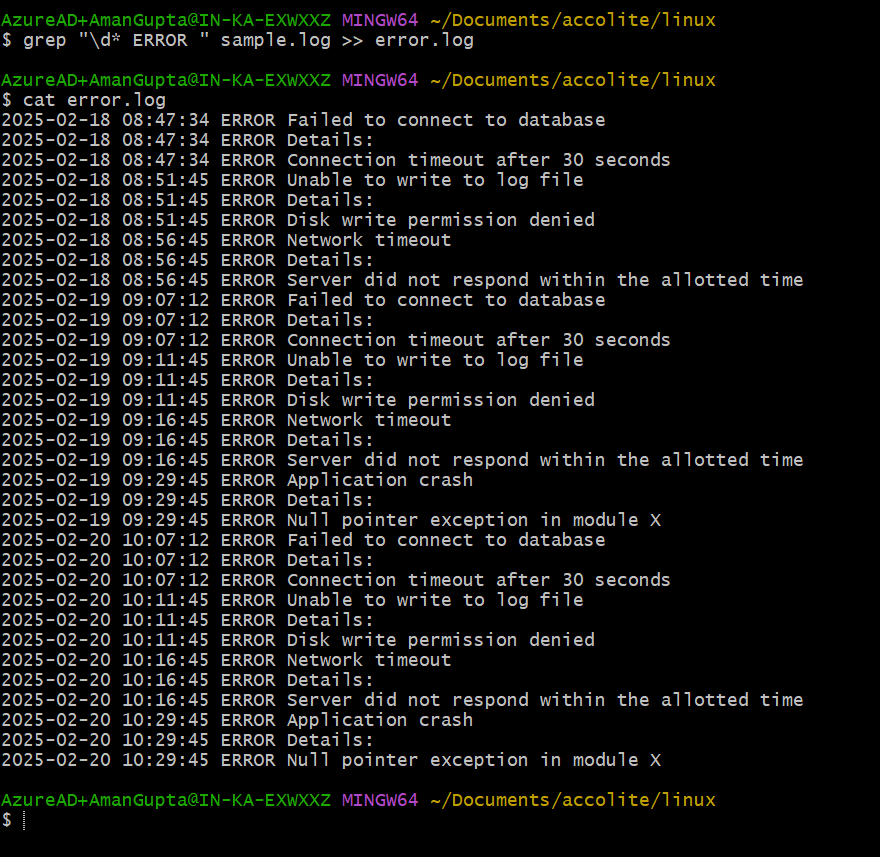 AzureAD+AmanGupta@IN-KA-EXWXXZ MINGW64 ~/Documents/accolite/linux
$ grep "\d* ERROR " sample.log >> error.log
AzureAD+AmanGupta@IN-KA-EXWXXZ MINGW64 ~/Documents/accolite/linux
$ cat error.log
2025-02-18 08:47:34 ERROR Failed to connect to database
2025-02-18 08:47:34 ERROR Details:
2025-02-18 08:47:34 ERROR Connection timeout after 30 seconds
2025-02-18 08:51:45 ERROR Unable to write to log file
2025-02-18 08:51:45 ERROR Details:
2025-02-18 08:51:45 ERROR Disk write permission denied
2025-02-18 08:56:45 ERROR Network timeout
2025-02-18 08:56:45 ERROR Details:
2025-02-18 08:56:45 ERROR Server did not respond within the allotted time
2025-02-19 09:07:12 ERROR Failed to connect to database
2025-02-19 09:07:12 ERROR Details:
2025-02-19 09:07:12 ERROR Connection timeout after 30 seconds
2025-02-19 09:11:45 ERROR Unable to write to log file
2025-02-19 09:11:45 ERROR Details:
2025-02-19 09:11:45 ERROR Disk write permission denied
2025-02-19 09:16:45 ERROR Network timeout
2025-02-19 09:16:45 ERROR Details:
2025-02-19 09:16:45 ERROR Server did not respond within the allotted time
2025-02-19 09:29:45 ERROR Application crash
2025-02-19 09:29:45 ERROR Details:
2025-02-19 09:29:45 ERROR Null pointer exception in module X
2025-02-20 10:07:12 ERROR Failed to connect to database
2025-02-20 10:07:12 ERROR Details:
2025-02-20 10:07:12 ERROR Connection timeout after 30 seconds
2025-02-20 10:11:45 ERROR Unable to write to log file
2025-02-20 10:11:45 ERROR Details:
2025-02-20 10:11:45 ERROR Disk write permission denied
2025-02-20 10:16:45 ERROR Network timeout
2025-02-20 10:16:45 ERROR Details:
2025-02-20 10:16:45 ERROR Server did not respond within the allotted time
2025-02-20 10:29:45 ERROR Application crash
2025-02-20 10:29:45 ERROR Details:
2025-02-20 10:29:45 ERROR Null pointer exception in module X
AzureAD+AmanGupta@IN-KA-EXWXXZ MINGW64 ~/Documents/accolite/linux
$